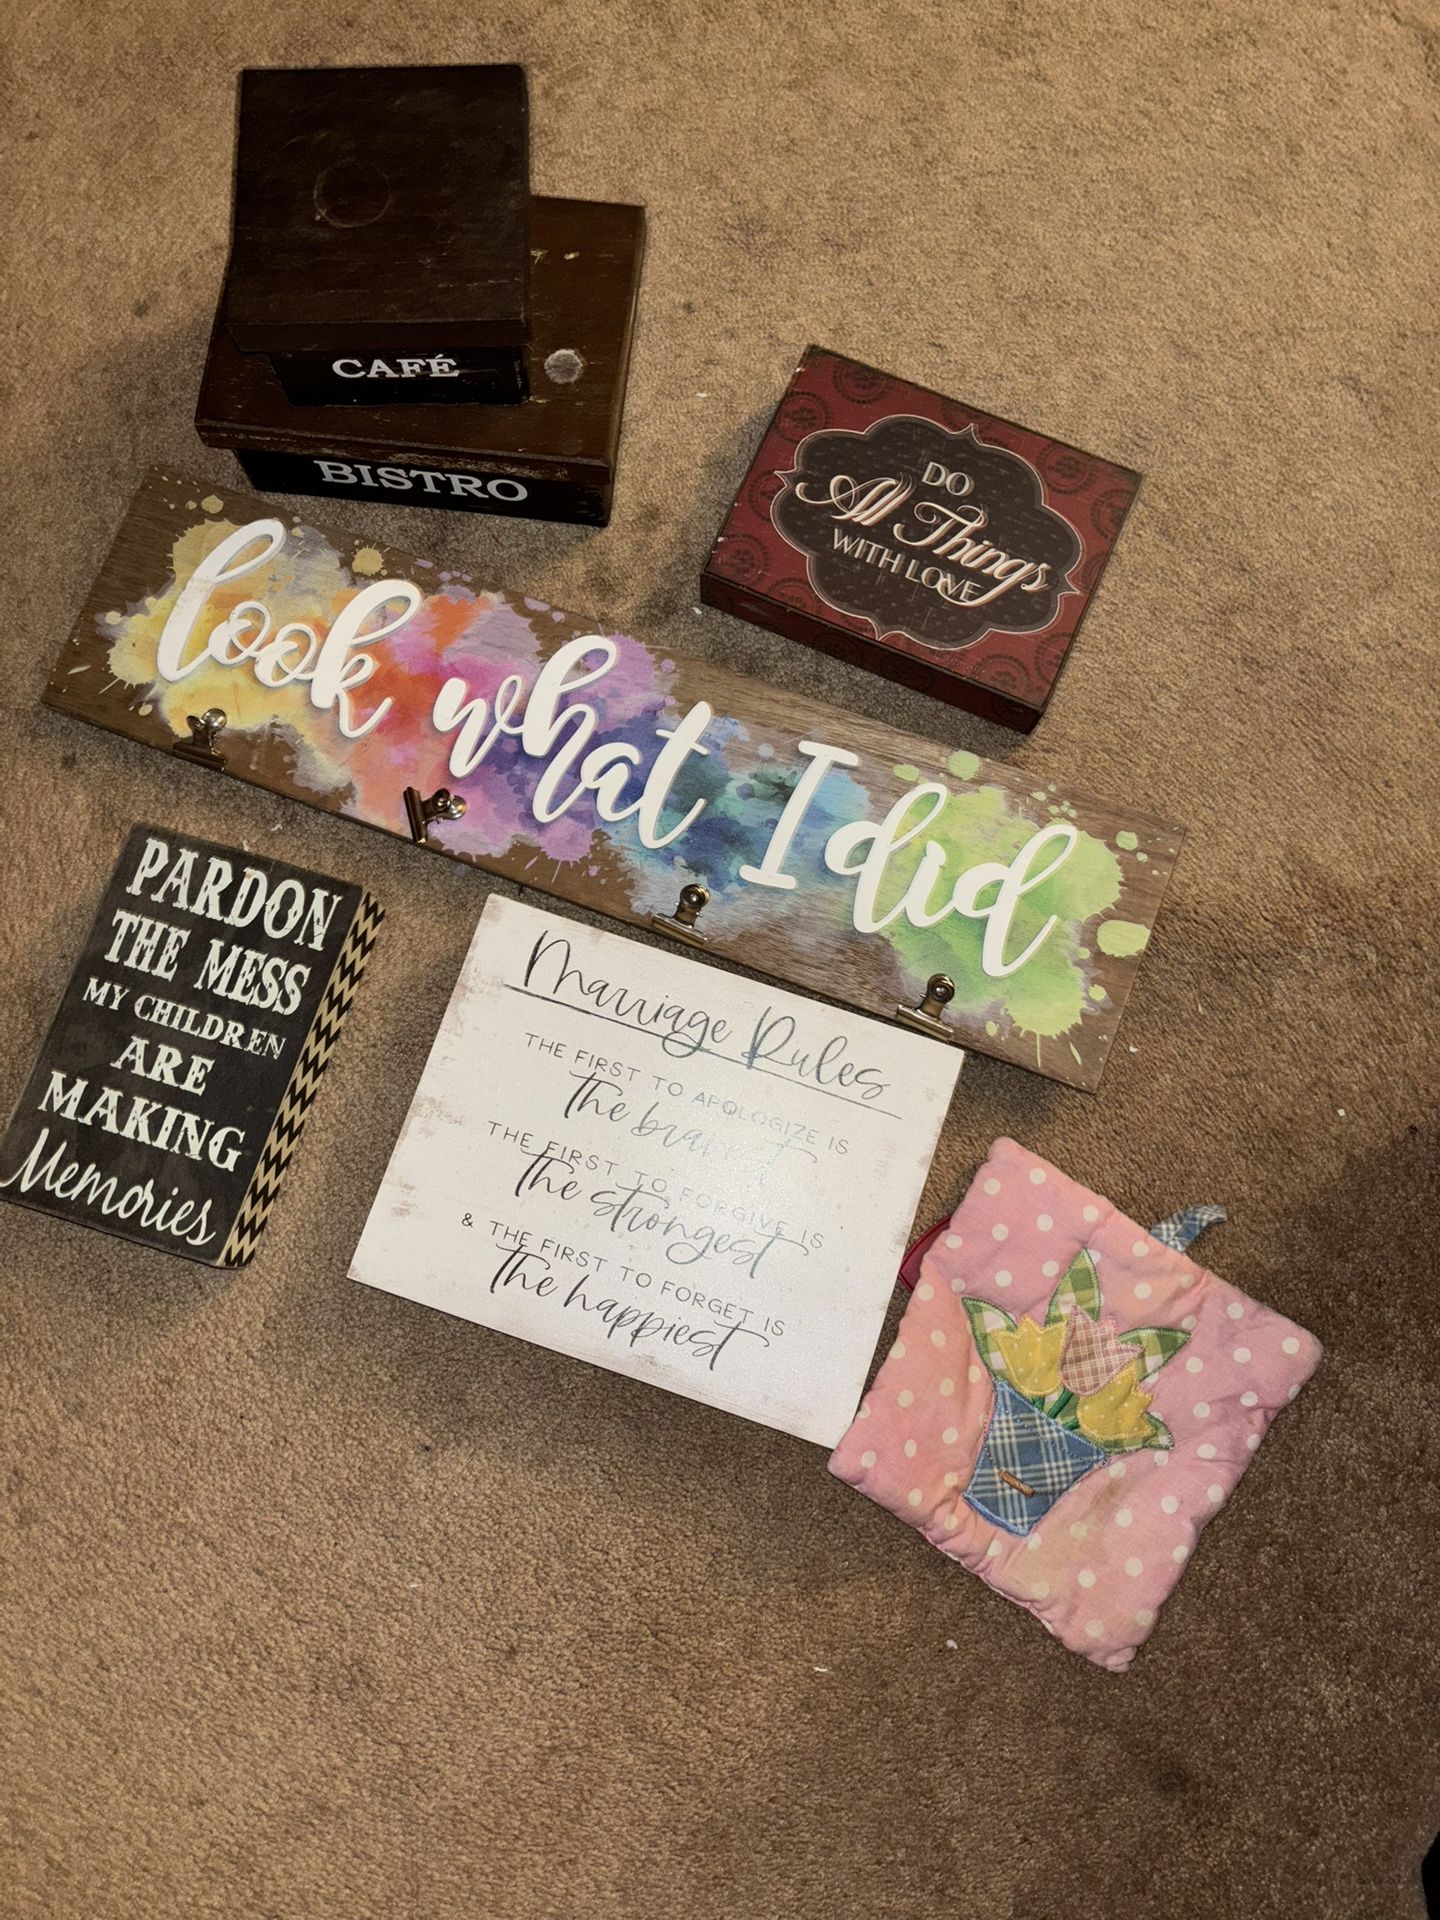 CAFÉ
BISTRO
DO
All Things
WITH LOVE
look what I did
PARDON
THE MESS
MY CHILDREN
ARE
MAKING
Memories
Marriage Rules
THE FIRST TO APOLOGIZE IS
the bravest
THE FIRST TO FORGIVE IS
the strongest
& THE FIRST TO FORGET IS
the happiest